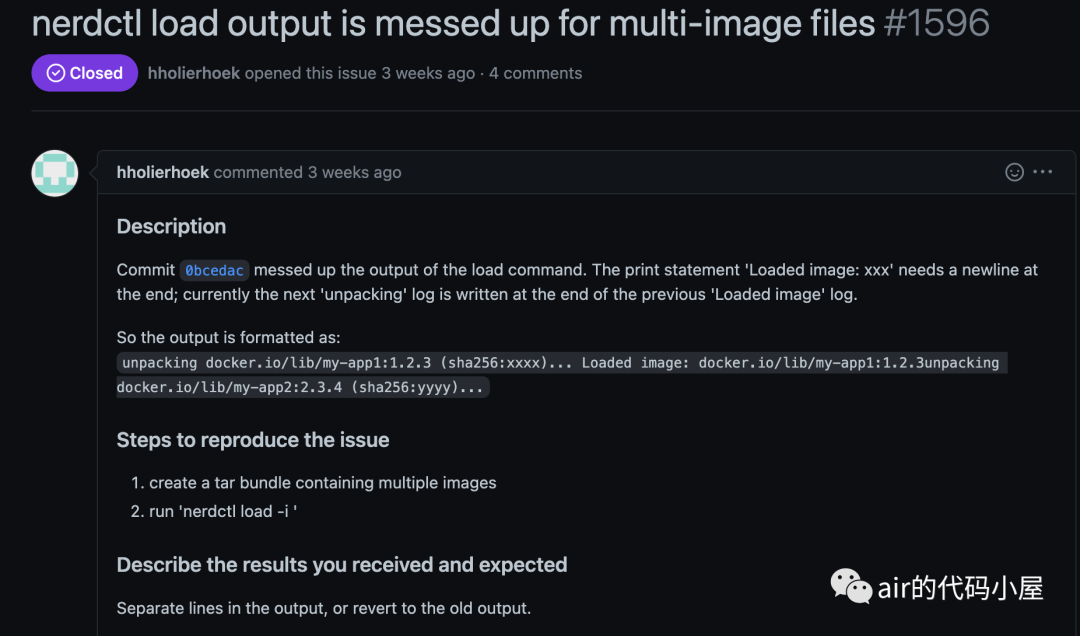 nerdctl load output is messed up for multi-image files #1596
Closed hholierhoek opened this issue 3 weeks ago · 4 comments
hholierhoek commented 3 weeks ago
Description
Commit 0bcedac messed up the output of the load command. The print statement 'Loaded image: xxx' needs a newline at
the end; currently the next 'unpacking' log is written at the end of the previous 'Loaded image' log.
So the output is formatted as:
unpacking docker.io/lib/my-app1:1.2.3 (sha256:xxxx)... Loaded image: docker.io/lib/my-app1:1.2.3unpacking
docker.io/lib/my-app2:2.3.4 (sha256:yyyy)...
Steps to reproduce the issue
1. create a tar bundle containing multiple images
2. run 'nerdctl load -i '
Describe the results you received and expected
Separate lines in the output, or revert to the old output.
air的代码小屋